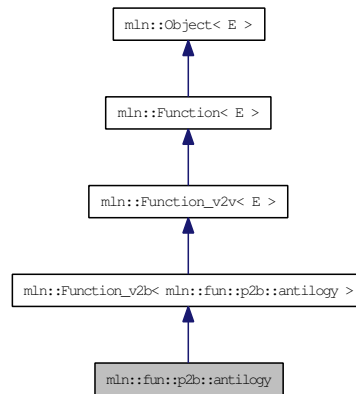 mln::Object< E >
mln::Function< E >
mln::Function_v2v< E >
mln::Function_v2b< mln::fun::p2b::antilogy >
mln::fun::p2b::antilogy